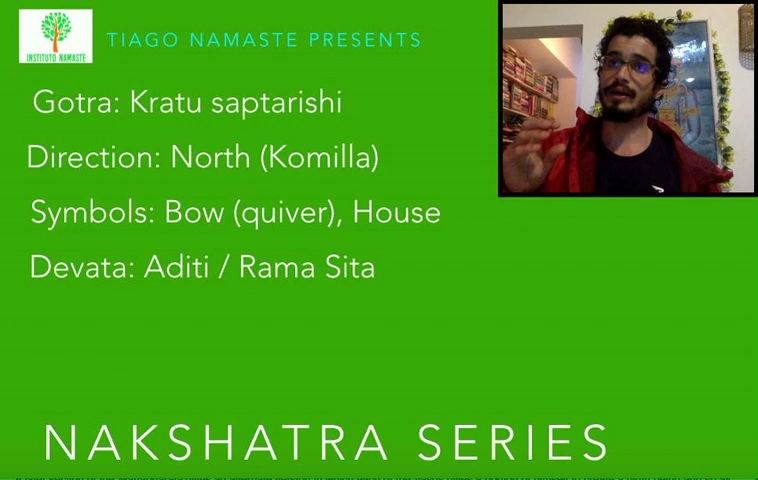 INSTITUTO NAMASTE
TIAGO NAMASTE PRESENTS
Gotra: Kratu saptarishi
Direction: North (Komilla)
Symbols: Bow (quiver), House
Devata: Aditi / Rama Sita
NAKSHATRA SERIES